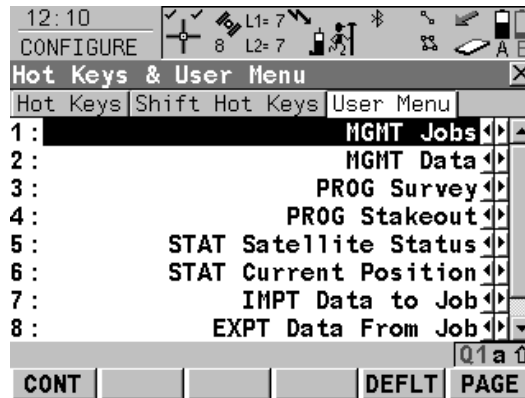 12:10
CONFIGURE
L1= 7
8 L2= 7
A
Hot Keys & User Menu
Hot Keys Shift Hot Keys User Menu
1 : MGMT Jobs
2 : MGMT Data
3 : PROG Survey
4 : PROG Stakeout
5 : STAT Satellite Status
6 : STAT Current Position
7 : IMPT Data to Job
8 : EXPT Data From Job
Q1 a
CONT DEFLT PAGE